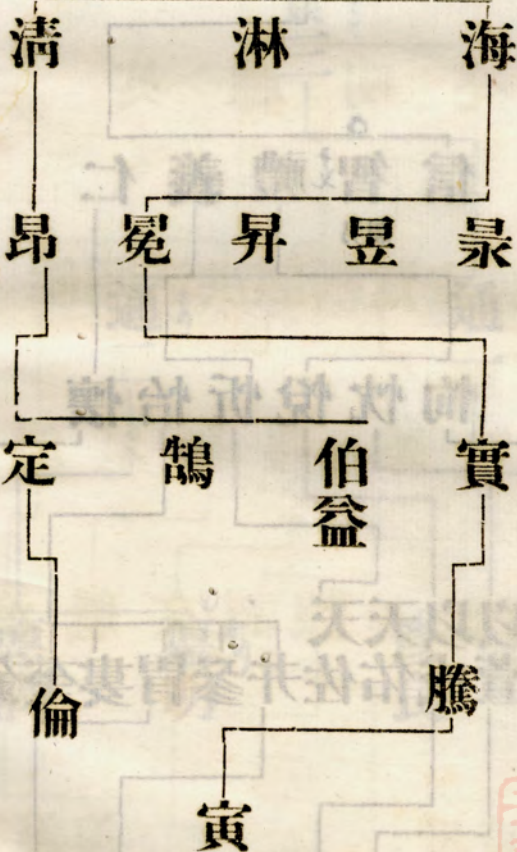 海 淋 清
昱 昇 冕 昂
實 伯益 鵠 定
騰 倫
寅